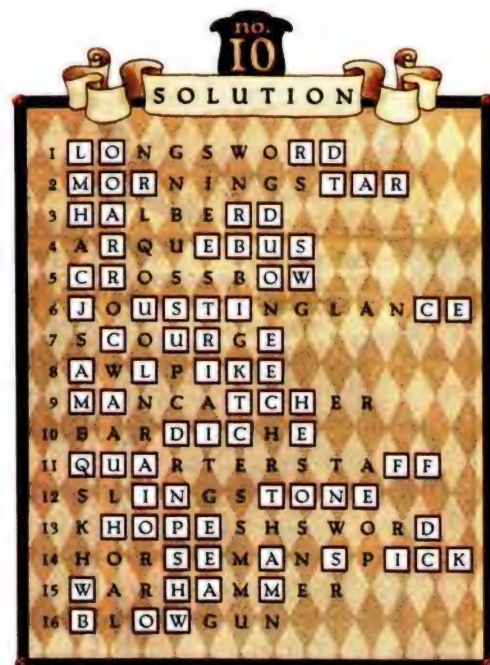 no.
10
SOLUTION
1 LONGSWORD
2 MORNINGSTAR
3 HALBERD
4 ARQUEBUS
5 CROSSBOW
6 JOUSTINGLANCE
7 SCOURGE
8 AWLPIKE
9 MANCATCHER
10 BARDICHE
11 QUARTERSTAFF
12 SLINGSTONE
13 KHOPESHSWORD
14 HORSEMANSPICK
15 WARHAMMER
16 BLOWGUN